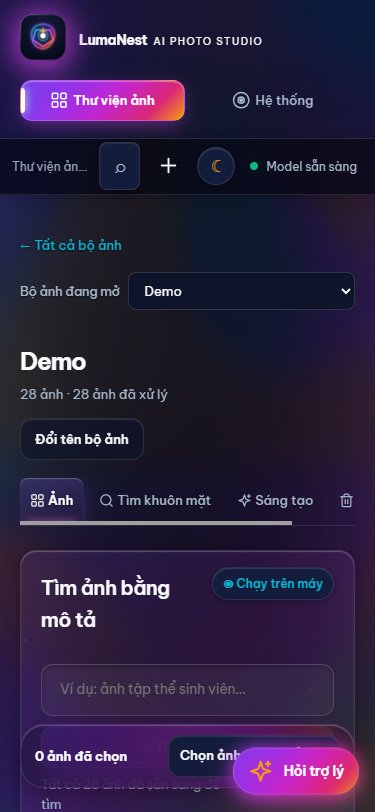 LumaNest AI PHOTO STUDIO
Thư viện ảnh
Hệ thống
Thư viện ản...
Model sẵn sàng
← Tất cả bộ ảnh
Bộ ảnh đang mở
Demo
Demo
28 ảnh · 28 ảnh đã xử lý
Đổi tên bộ ảnh
Ảnh
Tìm khuôn mặt
Sáng tạo
Tìm ảnh bằng
mô tả
Chạy trên máy
Ví dụ: ảnh tập thể sinh viên...
0 ảnh đã chọn
Chọn ảnh
Hỏi trợ lý
Tất cả 28 ảnh đã sẵn sàng để
tìm